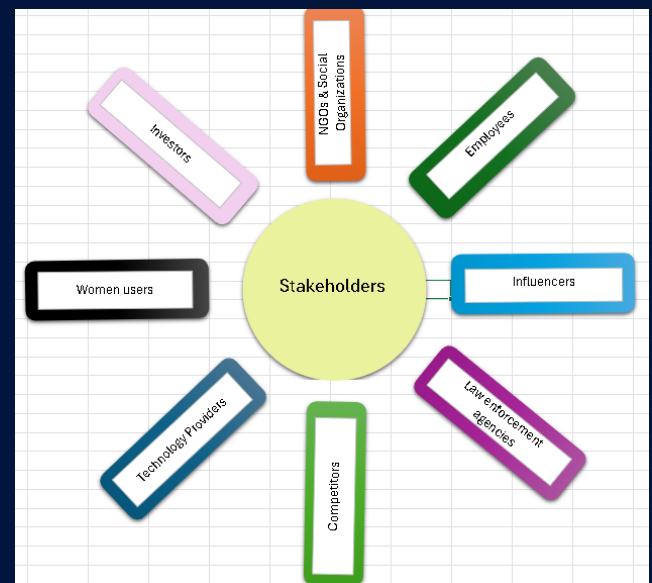 NGOs & Social
Organizations
Investors
Employees
Women users
Stakeholders
Influencers
Technology Providers
Law enforcement
agencies
Competitors